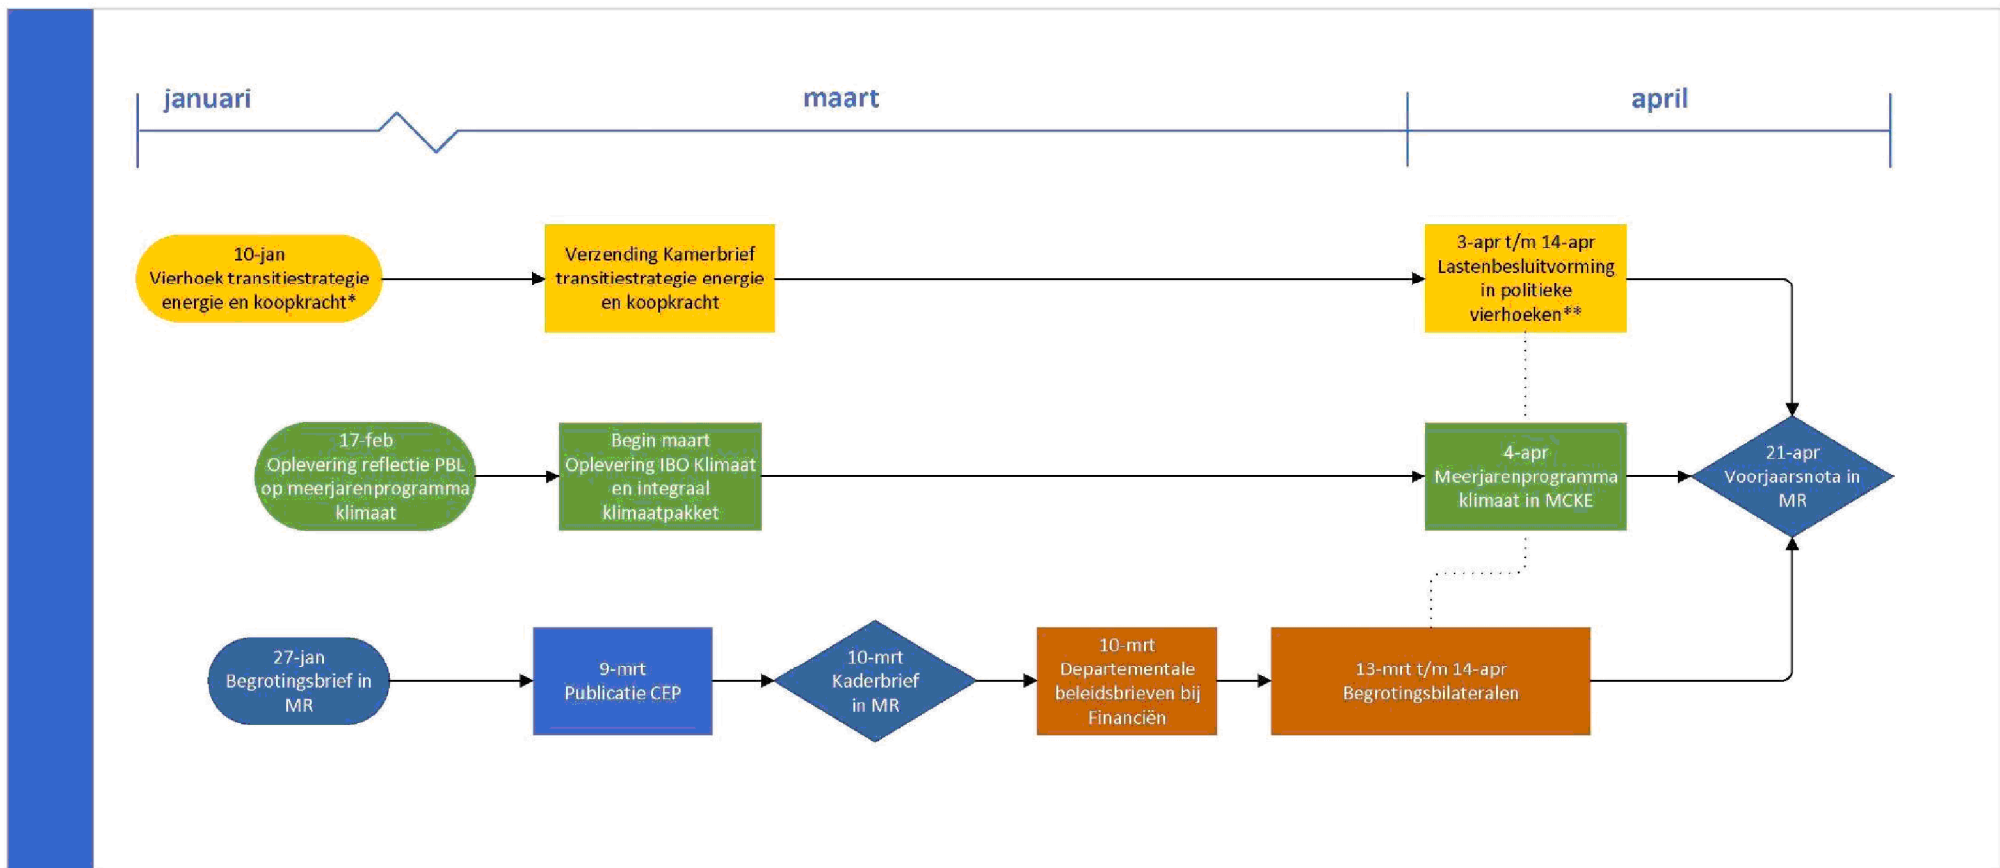 januari
maart
april
10-jan
Vierhoek transitiestrategie
energie en koopkracht*
Verzending Kamerbrief
transitiestrategie energie
en koopkracht
3-apr t/m 14-apr
Lastenbesluitvorming
in politieke
vierhoeken**
17-feb
Oplevering reflectie PBL
op meerjarenprogramma
klimaat
Begin maart
Oplevering IBO Klimaat
en integraal
klimaatpakket
4-apr
Meerjarenprogramma
klimaat in MCKE
21-apr
Voorjaarsnota in
MR
27-jan
Begrotingsbrief in
MR
9-mrt
Publicatie CEP
10-mrt
Kaderbrief
in MR
10-mrt
Departementale
beleidsbrieven bij
Financiën
13-mrt t/m 14-apr
Begrotingsbilateralen